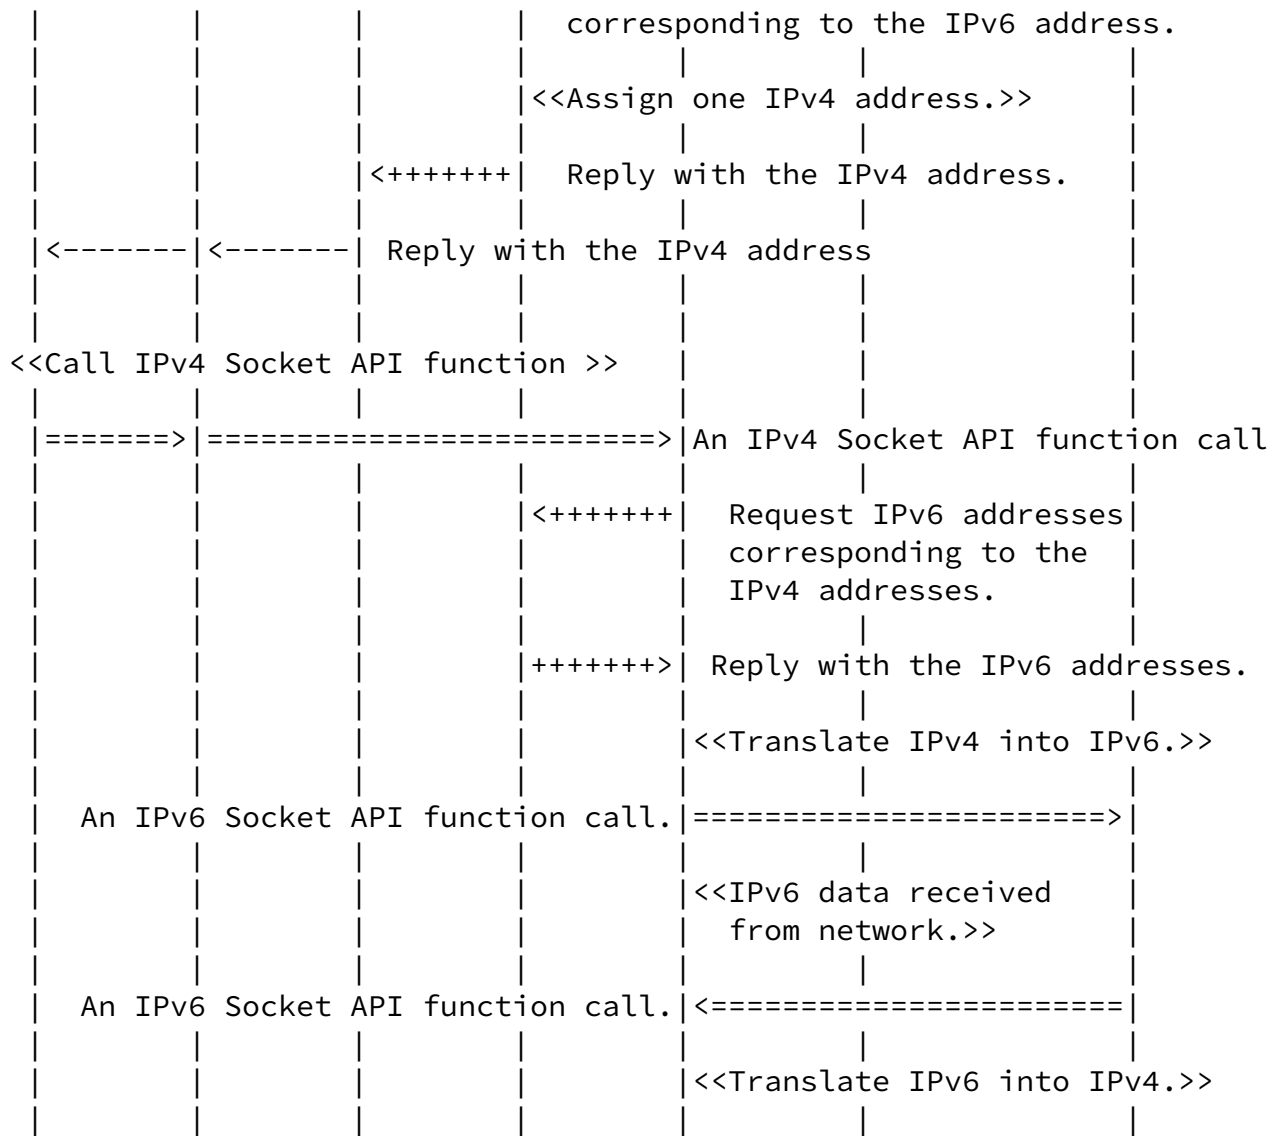 corresponding to the IPv6 address.
<<Assign one IPv4 address.>>
<+++++++| Reply with the IPv4 address.
|<-------|<-------| Reply with the IPv4 address
<<Call IPv4 Socket API function >>
|=======>|=========================>|An IPv4 Socket API function call
|<+++++++| Request IPv6 addresses|
corresponding to the
IPv4 addresses.
|+++++++>| Reply with the IPv6 addresses.
|<<Translate IPv4 into IPv6.>>
An IPv6 Socket API function call.|=======================>|
|<<IPv6 data received
from network.>>
An IPv6 Socket API function call.|<=======================|
|<<Translate IPv6 into IPv4.>>